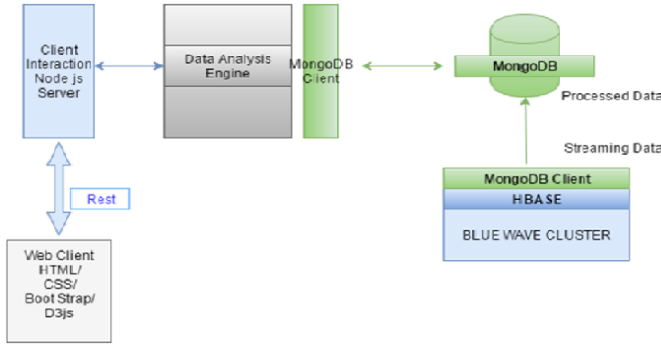 Client
Interaction
Node js
Server
Data Analysis
Engine
MongoDB
Client
MongoDB
Processed Data
Streaming Data
MongoDB Client
HBASE
BLUE WAVE CLUSTER
Rest
Web Client
HTML/
CSS/
Boot Strap/
D3js